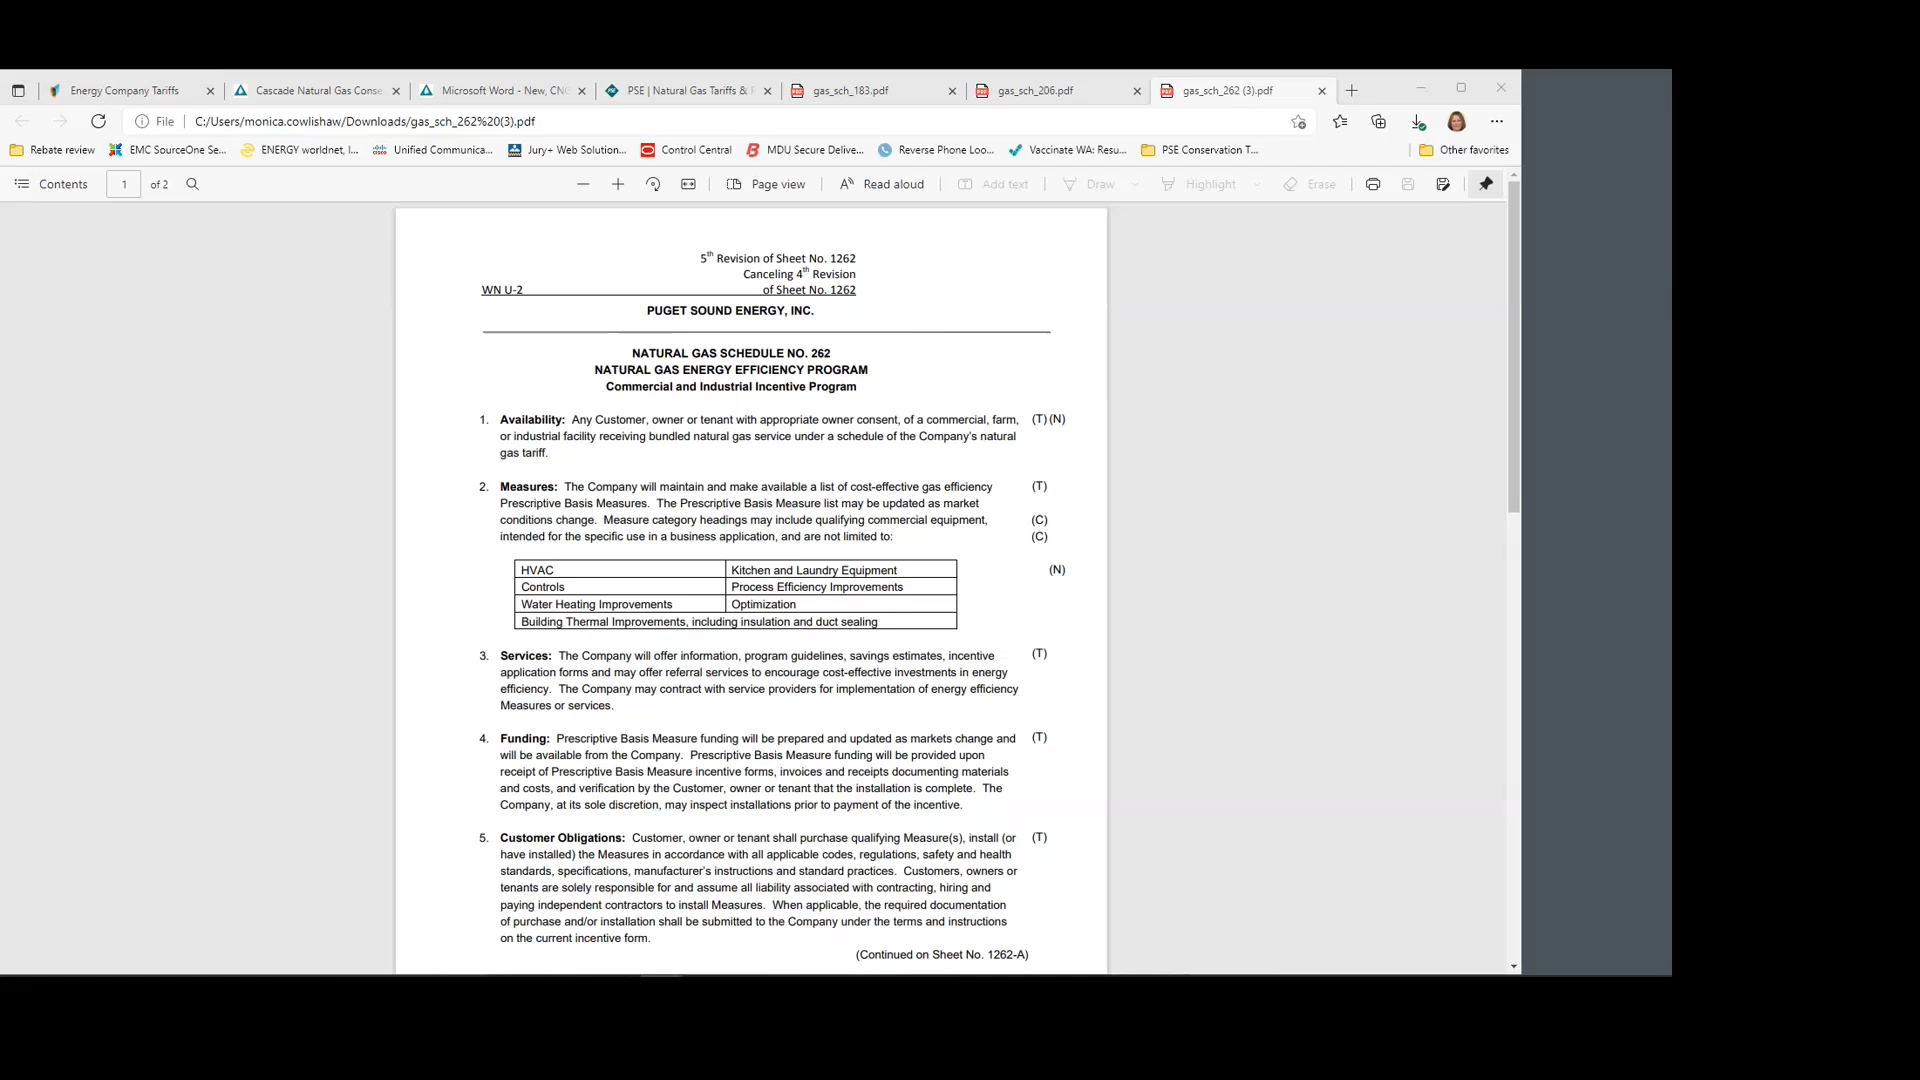 Energy Company Tariffs
Cascade Natural Gas Conse
Microsoft Word - New, CNG
PSE | Natural Gas Tariffs &
gas_sch_183.pdf
gas_sch_206.pdf
gas_sch_262 (3).pdf
File C:/Users/monica.cowlishaw/Downloads/gas_sch_262%20(3).pdf
Rebate review EMC SourceOne Se... ENERGY worldnet, I... Unified Communica... Jury+ Web Solution... Control Central MDU Secure Delive... Reverse Phone Loo... Vaccinate WA: Resu... PSE Conservation T... Other favorites
Contents 1 of 2 Page view Read aloud Add text Draw Highlight Erase
5th Revision of Sheet No. 1262
Canceling 4th Revision
WN U-2 of Sheet No. 1262
PUGET SOUND ENERGY, INC.
NATURAL GAS SCHEDULE NO. 262
NATURAL GAS ENERGY EFFICIENCY PROGRAM
Commercial and Industrial Incentive Program
1. Availability: Any Customer, owner or tenant with appropriate owner consent, of a commercial, farm, (T) (N)
or industrial facility receiving bundled natural gas service under a schedule of the Company's natural
gas tariff.
2. Measures: The Company will maintain and make available a list of cost-effective gas efficiency (T)
Prescriptive Basis Measures. The Prescriptive Basis Measure list may be updated as market
conditions change. Measure category headings may include qualifying commercial equipment, (C)
intended for the specific use in a business application, and are not limited to: (C)
HVAC Kitchen and Laundry Equipment (N)
Controls Process Efficiency Improvements
Water Heating Improvements Optimization
Building Thermal Improvements, including insulation and duct sealing
3. Services: The Company will offer information, program guidelines, savings estimates, incentive (T)
application forms and may offer referral services to encourage cost-effective investments in energy
efficiency. The Company may contract with service providers for implementation of energy efficiency
Measures or services.
4. Funding: Prescriptive Basis Measure funding will be prepared and updated as markets change and (T)
will be available from the Company. Prescriptive Basis Measure funding will be provided upon
receipt of Prescriptive Basis Measure incentive forms, invoices and receipts documenting materials
and costs, and verification by the Customer, owner or tenant that the installation is complete. The
Company, at its sole discretion, may inspect installations prior to payment of the incentive.
5. Customer Obligations: Customer, owner or tenant shall purchase qualifying Measure(s), install (or (T)
have installed) the Measures in accordance with all applicable codes, regulations, safety and health
standards, specifications, manufacturer's instructions and standard practices. Customers, owners or
tenants are solely responsible for and assume all liability associated with contracting, hiring and
paying independent contractors to install Measures. When applicable, the required documentation
of purchase and/or installation shall be submitted to the Company under the terms and instructions
on the current incentive form.
(Continued on Sheet No. 1262-A)